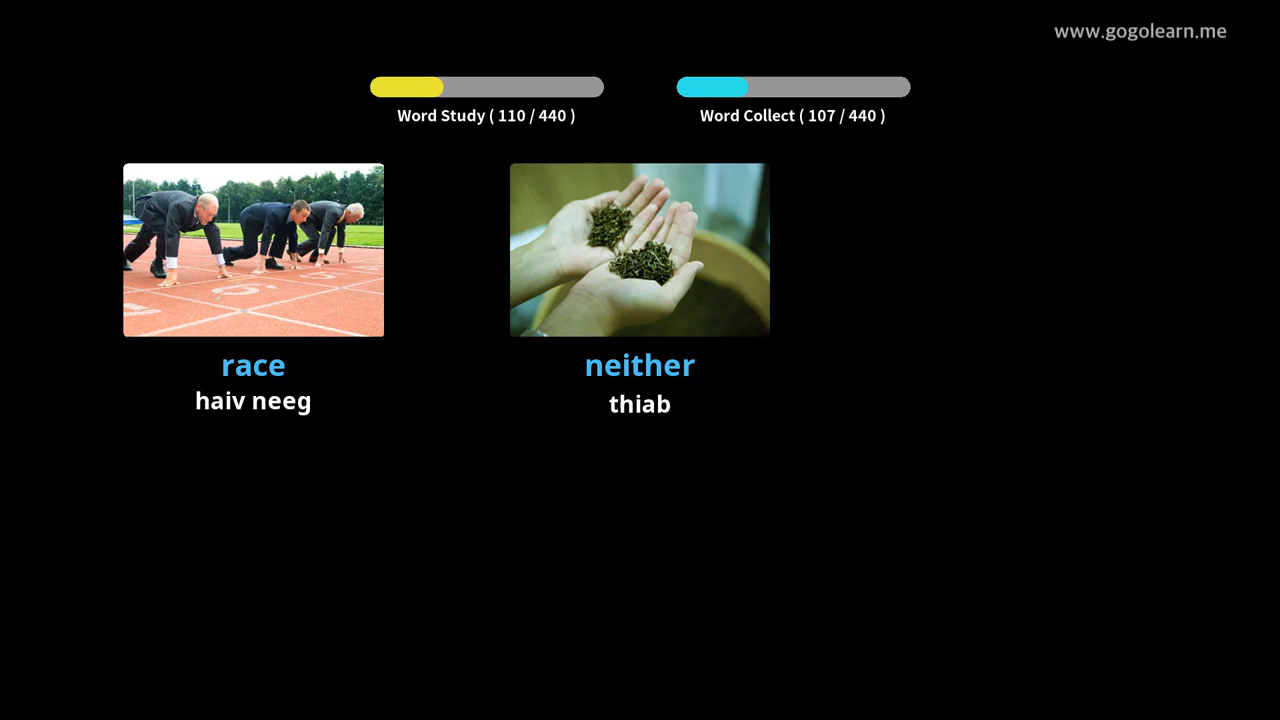 www.gogolearn.me
Word Study ( 110 / 440 )
Word Collect ( 107 / 440 )
race
haiv neeg
neither
thiab